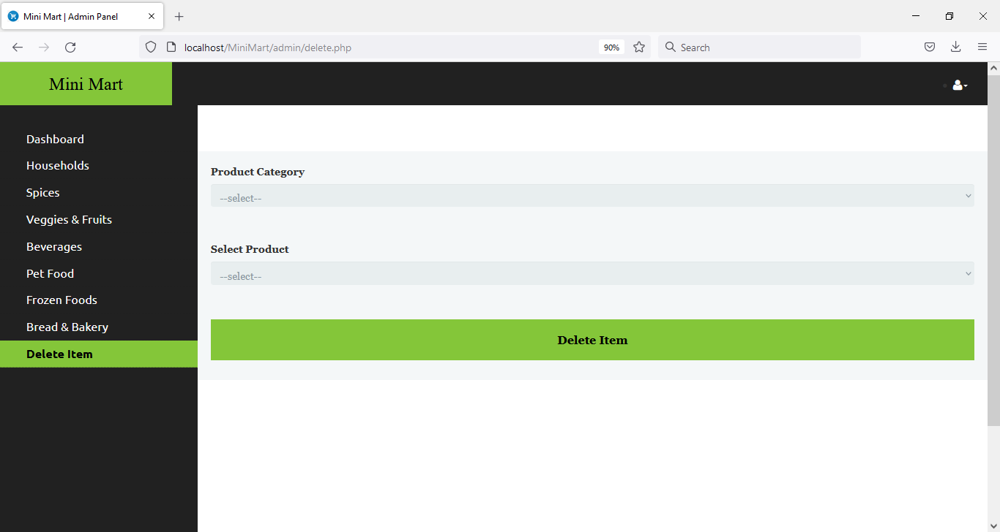 Mini Mart | Admin Panel
localhost/MiniMart/admin/delete.php
90%
Search
Mini Mart
Dashboard
Households
Spices
Veggies & Fruits
Beverages
Pet Food
Frozen Foods
Bread & Bakery
Delete Item
Product Category
--select--
Select Product
--select--
Delete Item